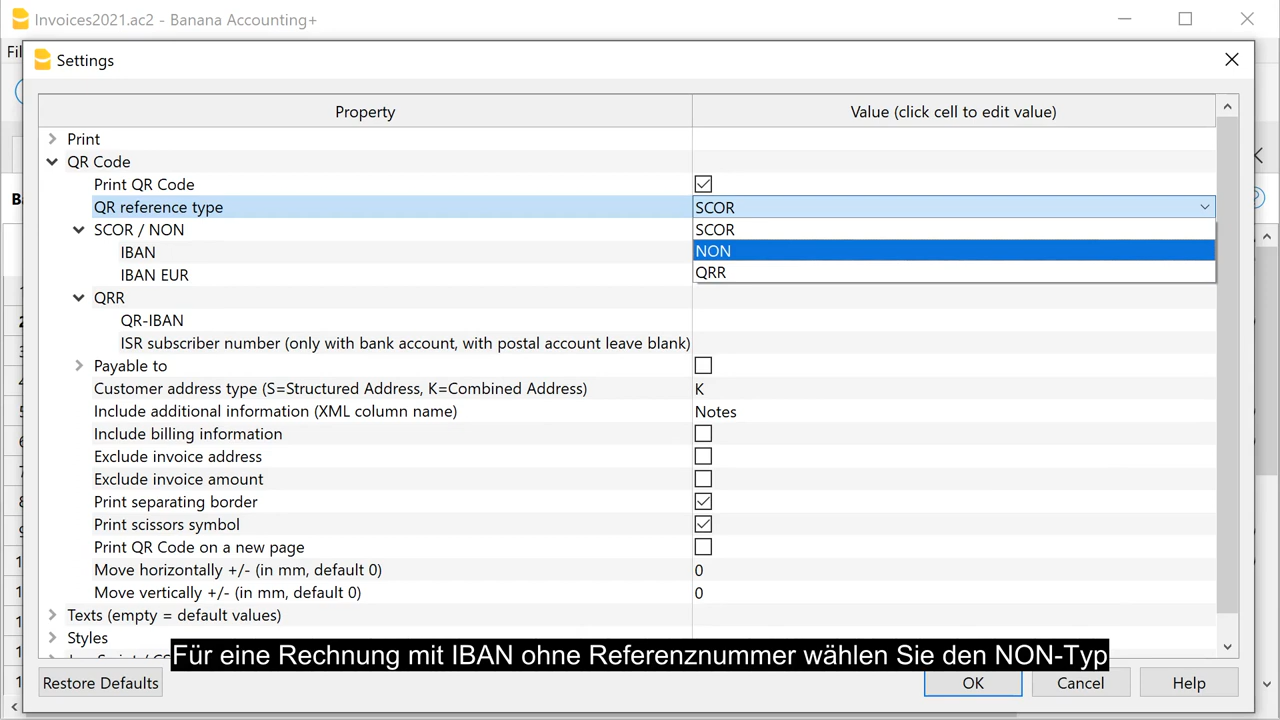 Invoices2021.ac2 - Banana Accounting+
Fil
Settings
Property Value (click cell to edit value)
Print
QR Code
Print QR Code
QR reference type SCOR
SCOR / NON SCOR
IBAN NON
IBAN EUR QRR
QRR
QR-IBAN
ISR subscriber number (only with bank account, with postal account leave blank)
Payable to
Customer address type (S=Structured Address, K=Combined Address) K
Include additional information (XML column name) Notes
Include billing information
Exclude invoice address
Exclude invoice amount
Print separating border
Print scissors symbol
Print QR Code on a new page
Move horizontally +/- (in mm, default 0) 0
Move vertically +/- (in mm, default 0) 0
Texts (empty = default values)
Styles
Für eine Rechnung mit IBAN ohne Referenznummer wählen Sie den NON-Typ
Restore Defaults OK Cancel Help